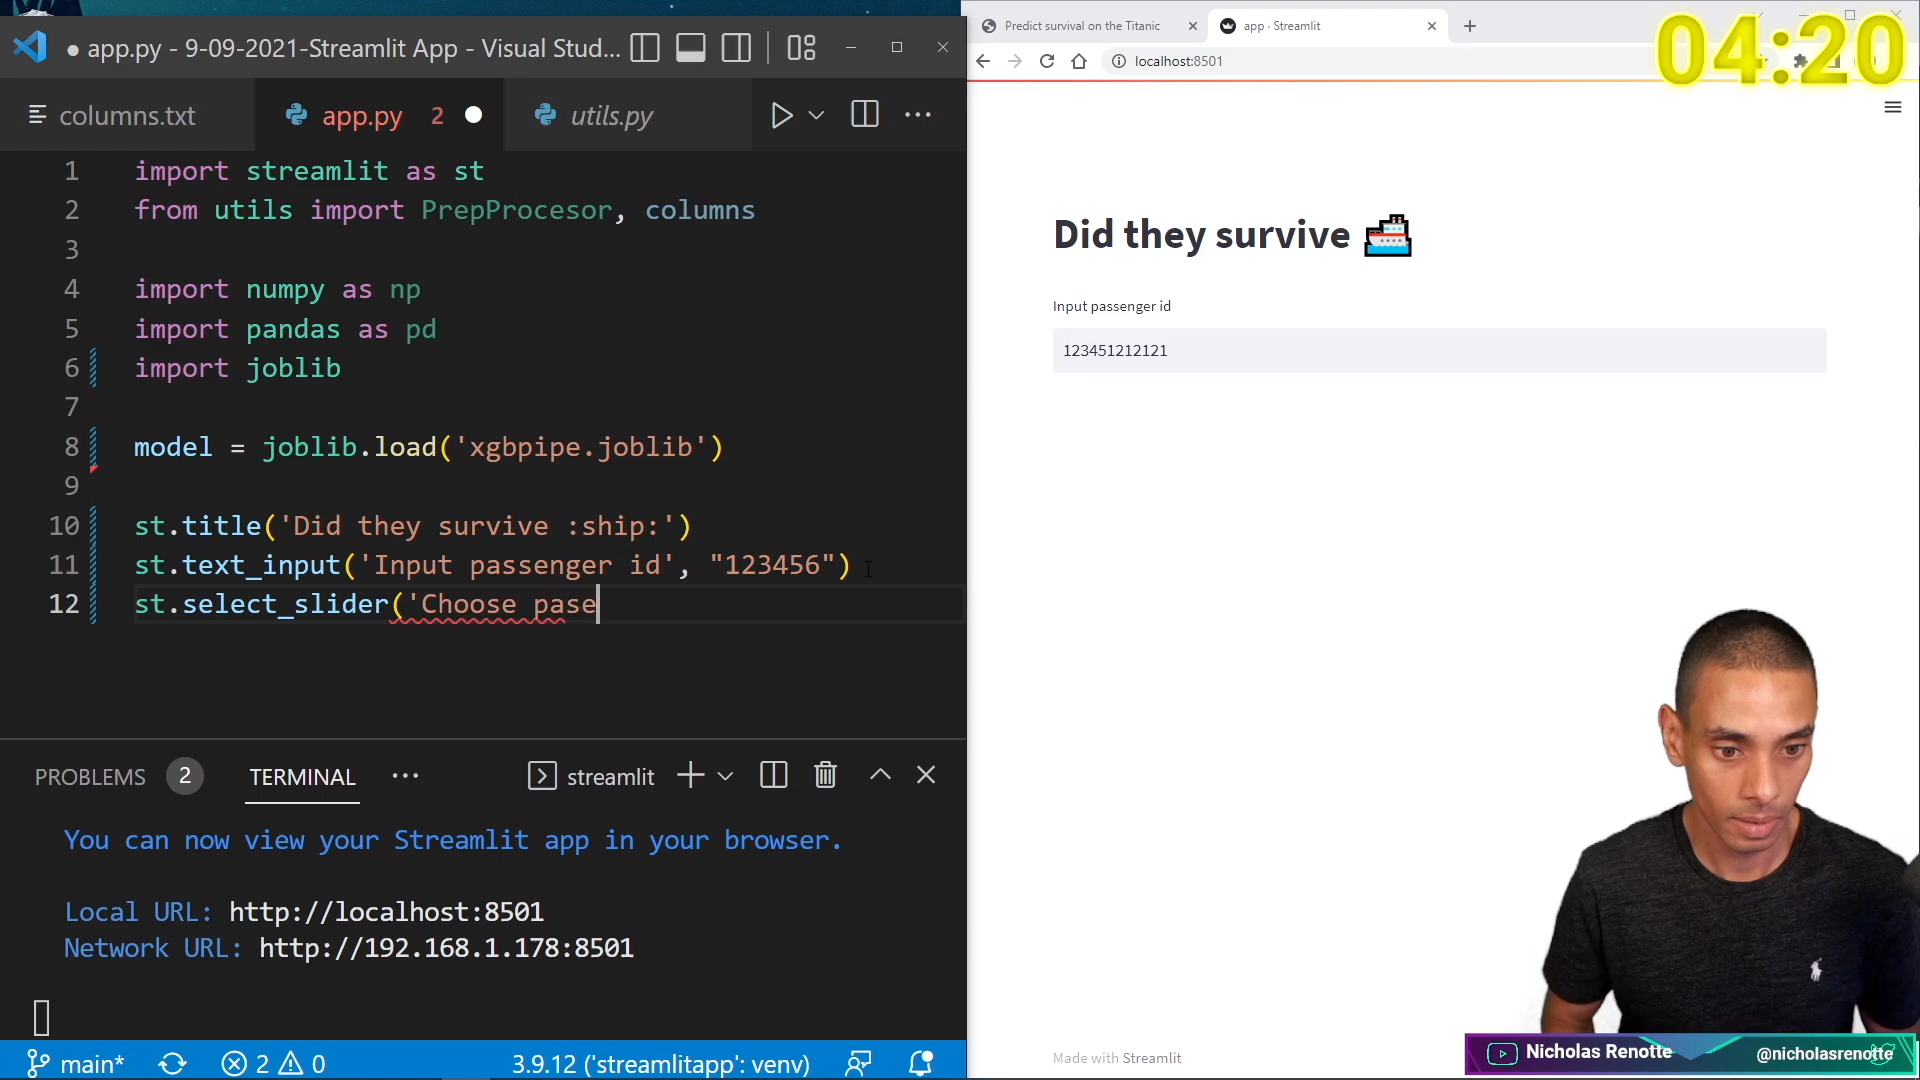 app.py - 9-09-2021-Streamlit App - Visual Stud...
columns.txt
app.py 2
utils.py
1 import streamlit as st
2 from utils import PrepProcesor, columns
3
4 import numpy as np
5 import pandas as pd
6 import joblib
7
8 model = joblib.load('xgbpipe.joblib')
9
10 st.title('Did they survive :ship:')
11 st.text_input('Input passenger id', "123456")
12 st.select_slider('Choose pase
PROBLEMS 2 TERMINAL ... streamlit
You can now view your Streamlit app in your browser.
Local URL: http://localhost:8501
Network URL: http://192.168.1.178:8501
main* 2 0 3.9.12 ('streamlitapp': venv)
Predict survival on the Titanic
app · Streamlit
localhost:8501
04:20
Did they survive
Input passenger id
123451212121
Made with Streamlit
Nicholas Renotte
@nicholasrenotte